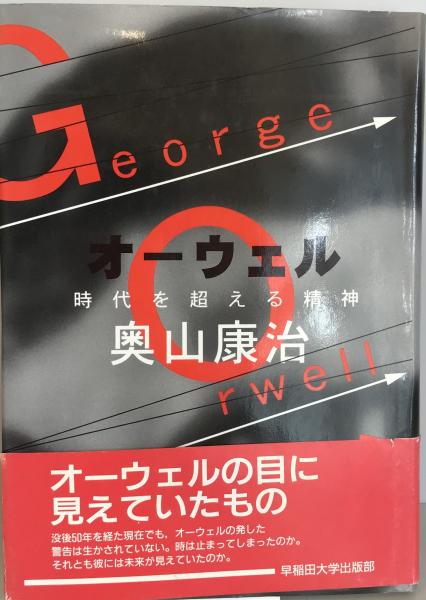 George
オーウェル
時代を超える精神
奥山康治
Orwell
オーウェルの目に
見えていたもの
没後50年を経た現在でも、オーウェルの発した
警告は生かされていない。時は止まってしまったのか。
それとも彼には未来が見えていたのか。
早稲田大学出版部